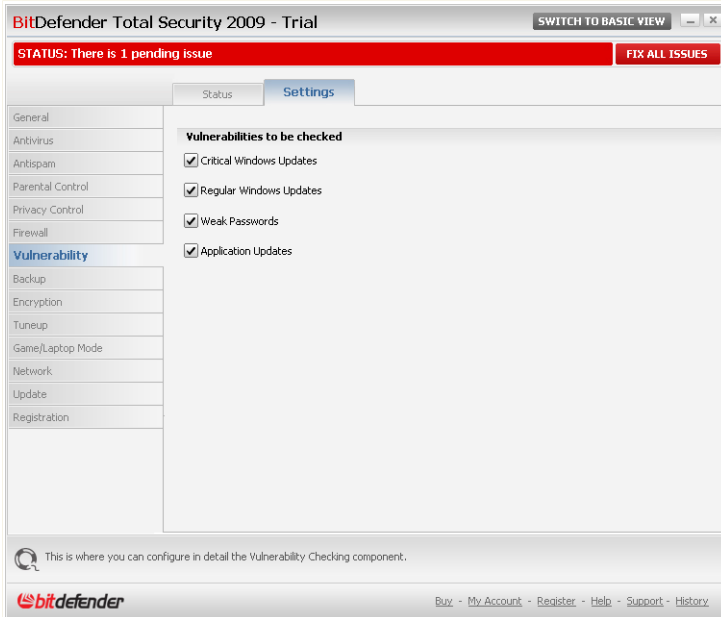 BitDefender Total Security 2009 - Trial
SWITCH TO BASIC VIEW
STATUS: There is 1 pending issue
FIX ALL ISSUES
Status
Settings
General
Antivirus
Antispam
Parental Control
Privacy Control
Firewall
Vulnerability
Backup
Encryption
Tuneup
Game/Laptop Mode
Network
Update
Registration
Vulnerabilities to be checked
Critical Windows Updates
Regular Windows Updates
Weak Passwords
Application Updates
This is where you can configure in detail the Vulnerability Checking component.
bitdefender
Buy - My Account - Register - Help - Support - History